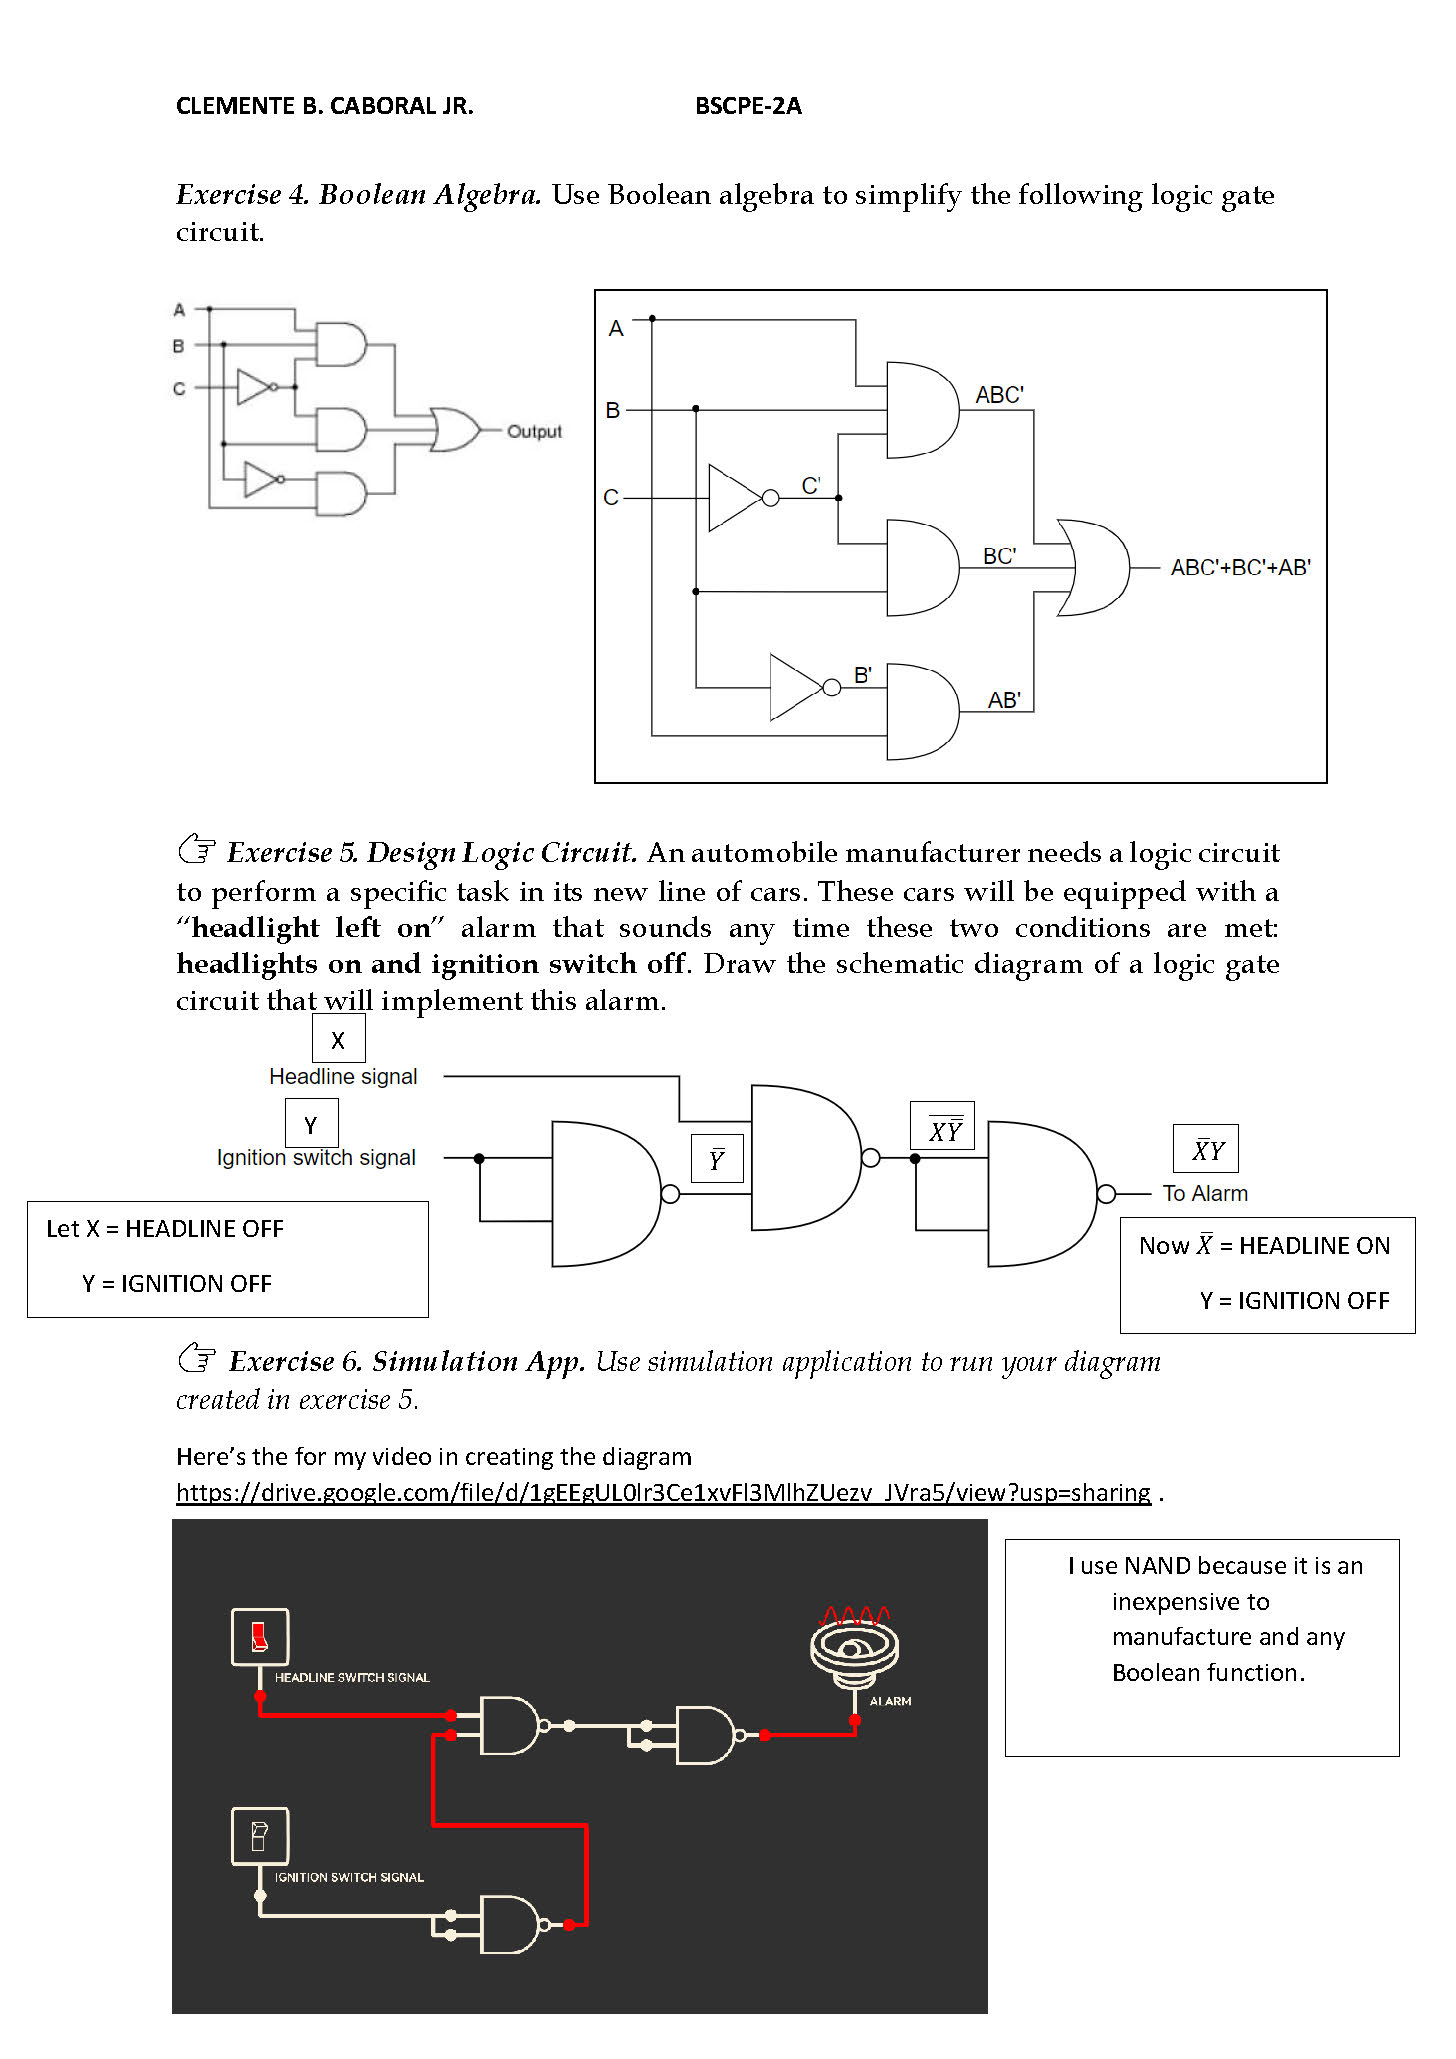 CLEMENTE B. CABORAL JR. BSCPE-2A
Exercise 4. Boolean Algebra. Use Boolean algebra to simplify the following logic gate
circuit.
A
B
C
Output
A
B
C
C'
B'
ABC'
BC'
AB'
ABC'+BC'+AB'
☞ Exercise 5. Design Logic Circuit. An automobile manufacturer needs a logic circuit
to perform a specific task in its new line of cars. These cars will be equipped with a
“headlight left on” alarm that sounds any time these two conditions are met:
headlights on and ignition switch off. Draw the schematic diagram of a logic gate
circuit that will implement this alarm.
X
Headline signal
Y
Ignition switch signal
Y̅
X̅Y̅̅
X̅Y
To Alarm
Let X = HEADLINE OFF
Y = IGNITION OFF
Now X̅ = HEADLINE ON
Y = IGNITION OFF
☞ Exercise 6. Simulation App. Use simulation application to run your diagram
created in exercise 5.
Here’s the for my video in creating the diagram
https://drive.google.com/file/d/1gEEgUL0lr3Ce1xvFl3MlhZUezv_JVra5/view?usp=sharing .
HEADLINE SWITCH SIGNAL
ALARM
IGNITION SWITCH SIGNAL
I use NAND because it is an
inexpensive to
manufacture and any
Boolean function.